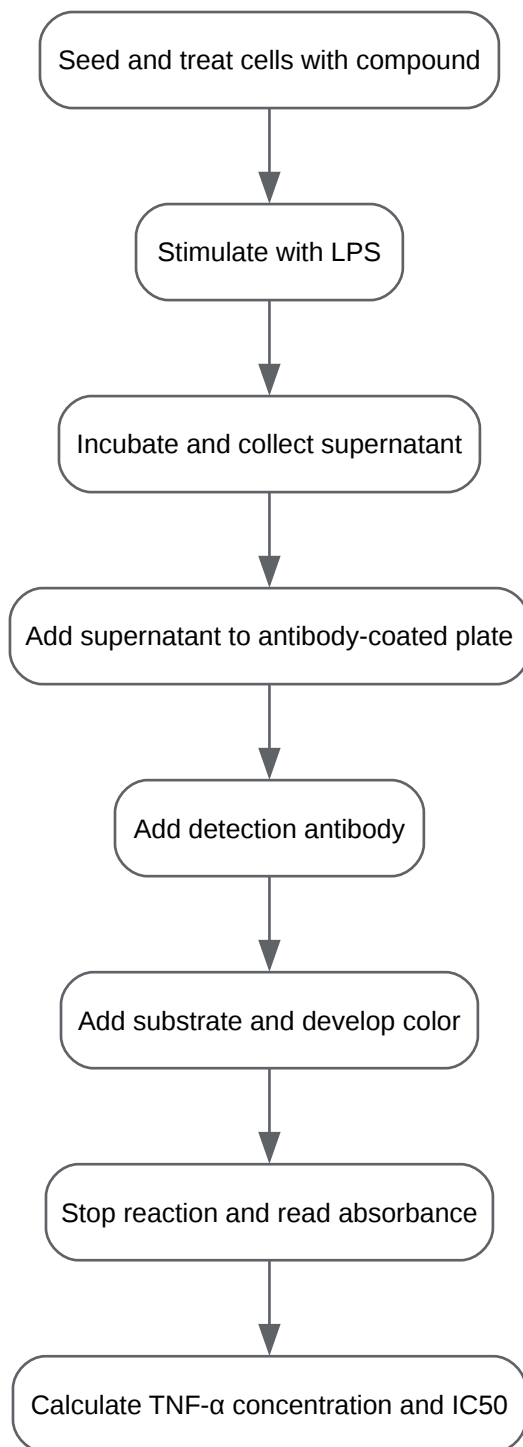 Seed and treat cells with compound
Stimulate with LPS
Incubate and collect supernatant
Add supernatant to antibody-coated plate
Add detection antibody
Add substrate and develop color
Stop reaction and read absorbance
Calculate TNF-α concentration and IC50